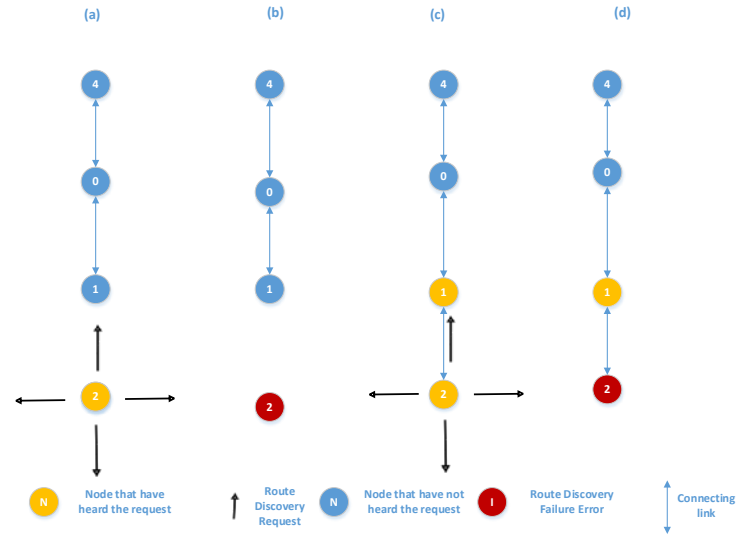 (a) (b) (c) (d)
4 4 4 4
0 0 0 0
1 1 1 1
2 2 2 2
N Node that have
heard the request
Route
Discovery
Request
N Node that have not
heard the request
I Route Discovery
Failure Error
Connecting
link